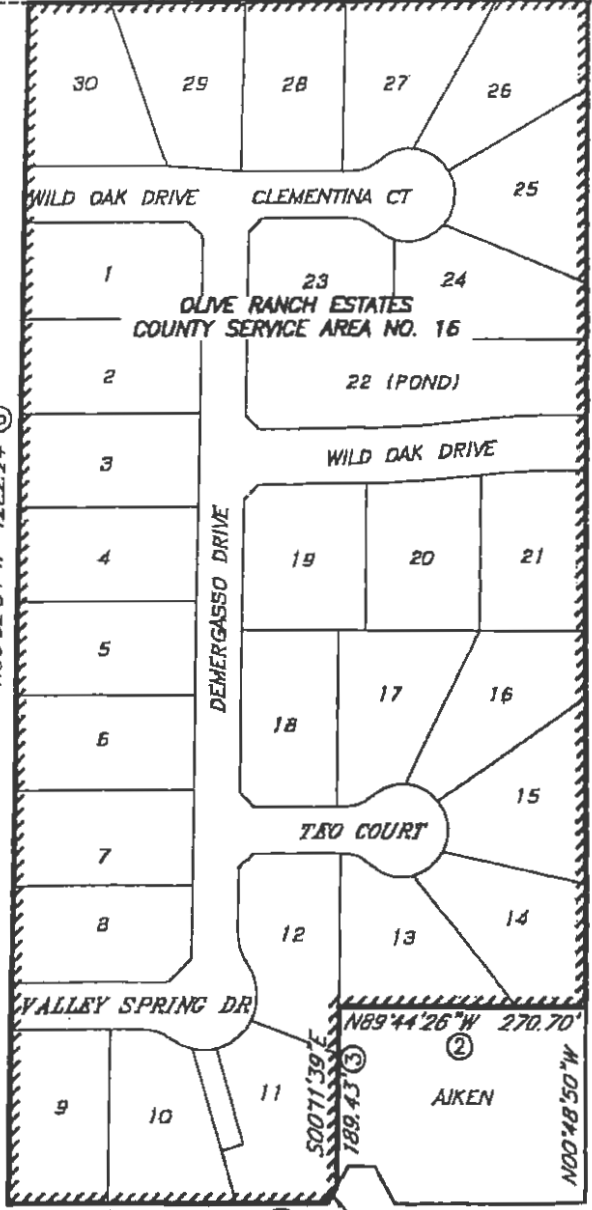 30
29
28
27
26
25
WILD OAK DRIVE
CLEMENTINA CT
1
23
24
OLIVE RANCH ESTATES
COUNTY SERVICE AREA NO. 16
2
22 (POND)
3
WILD OAK DRIVE
4
19
20
21
DEMERGASSO DRIVE
5
6
18
17
16
15
TEO COURT
7
8
12
13
14
VALLEY SPRING DR
N89°44'26"W 270.70'
②
S00°11'39"E
189.43'
③
AIKEN
N00°48'50"W
9
10
11